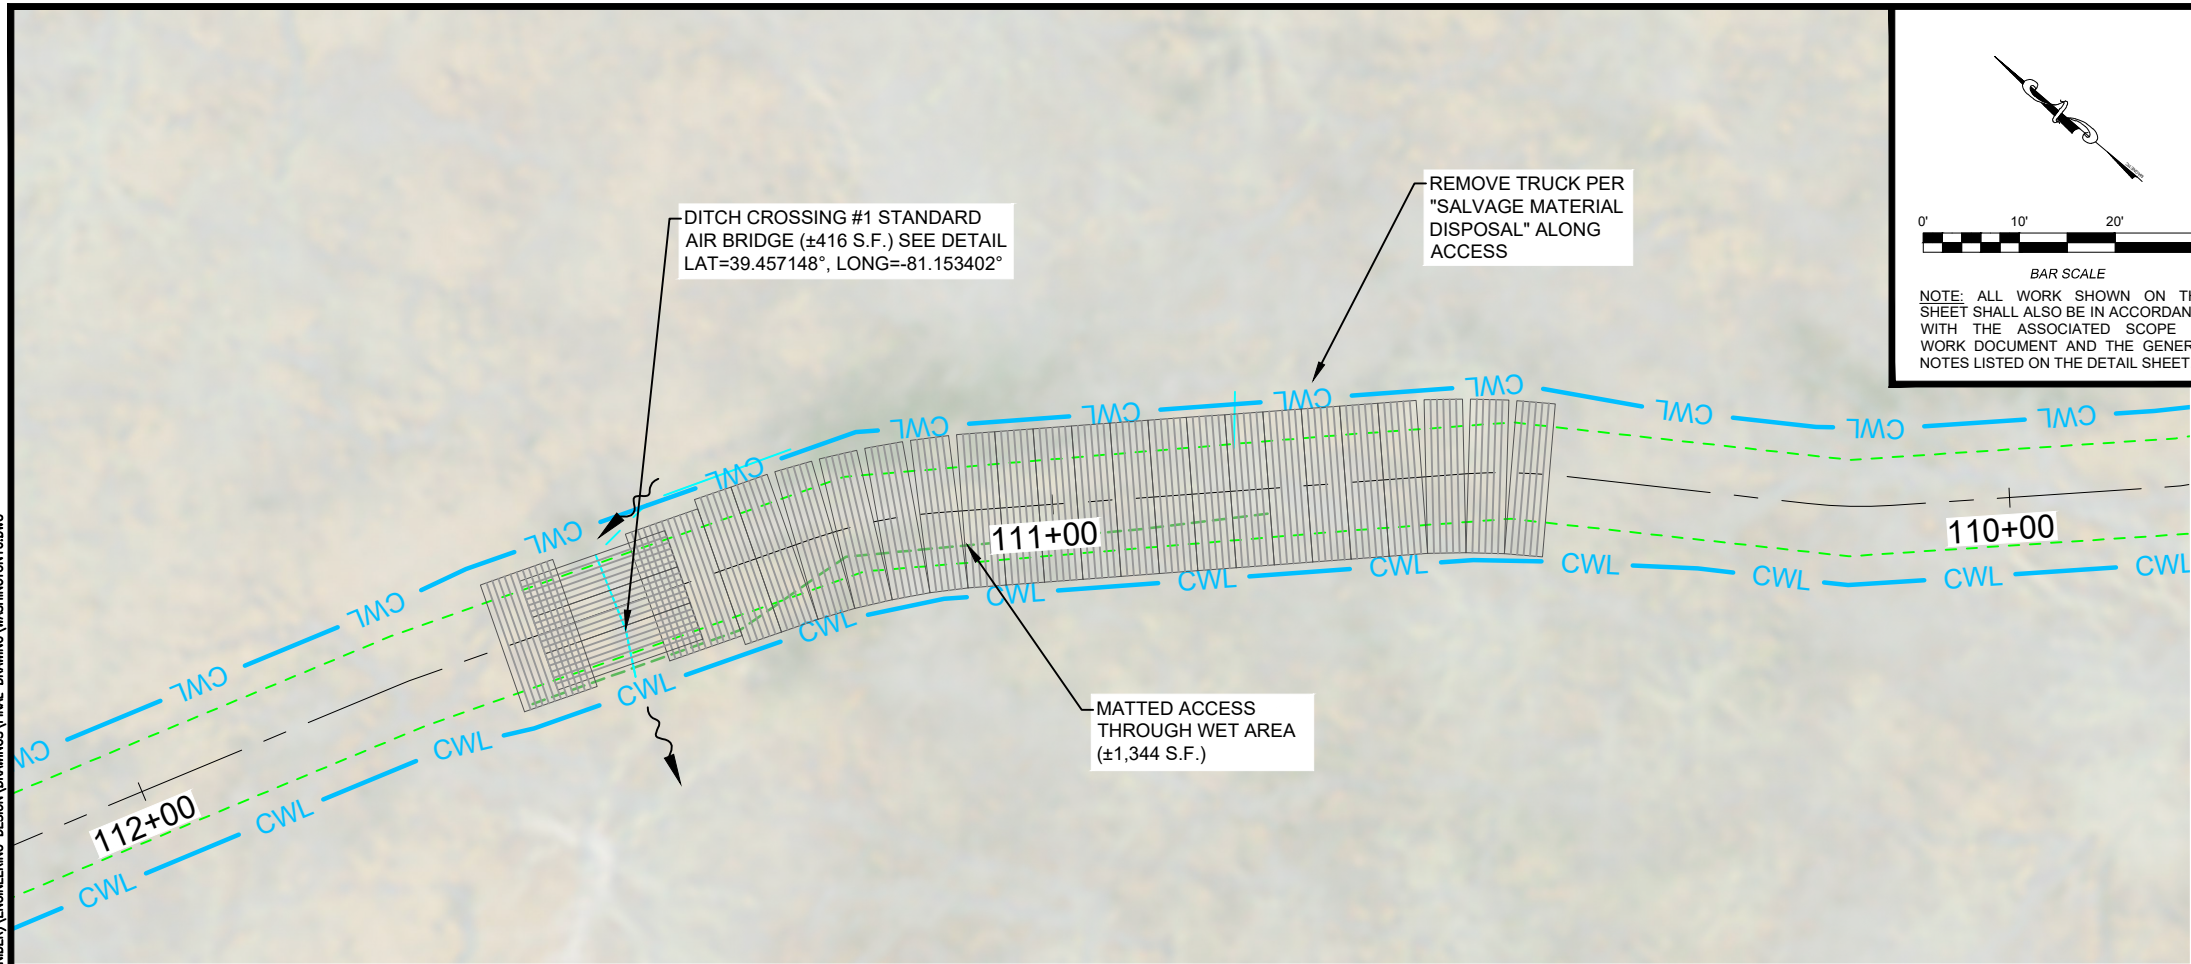 DITCH CROSSING #1 STANDARD
AIR BRIDGE (±416 S.F.) SEE DETAIL
LAT=39.457148°, LONG=-81.153402°
REMOVE TRUCK PER
"SALVAGE MATERIAL
DISPOSAL" ALONG
ACCESS
0' 10' 20'
BAR SCALE
NOTE: ALL WORK SHOWN ON TH
SHEET SHALL ALSO BE IN ACCORDAN
WITH THE ASSOCIATED SCOPE
WORK DOCUMENT AND THE GENER
NOTES LISTED ON THE DETAIL SHEET
CW
CWL
CWL
CWL
CWL
CWL
CWL
CWL
CWL
CWL
CWL
CWL
111+00
110+00
112+00
CWL
CWL
CWL
CWL
CWL
CWL
CWL
CWL
CWL
CWL
CWL
CWL
MATTED ACCESS
THROUGH WET AREA
(±1,344 S.F.)